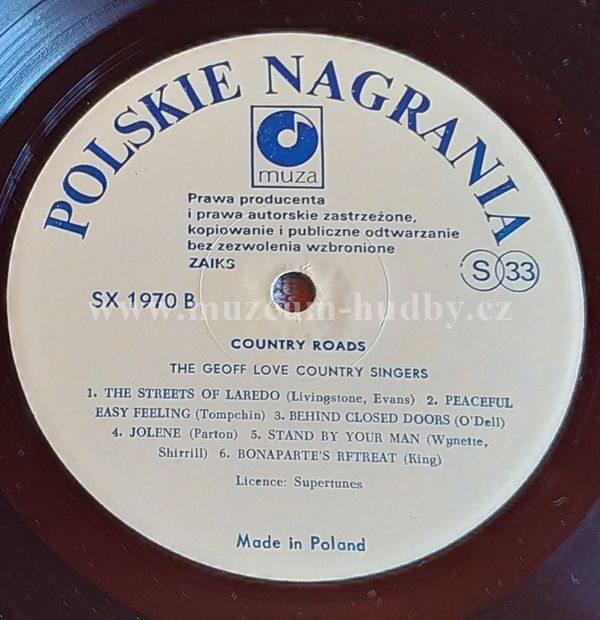 POLSKIE NAGRANIA
muza
Prawa producenta
i prawa autorskie zastrzeżone,
kopiowanie i publiczne odtwarzanie
bez zezwolenia wzbronione
ZAIKS
S 33
SX 1970 B
www.muzeum-hudby.cz
COUNTRY ROADS
THE GEOFF LOVE COUNTRY SINGERS
1. THE STREETS OF LAREDO (Livingstone, Evans) 2. PEACEFUL
EASY FEELING (Tompchin) 3. BEHIND CLOSED DOORS (O'Dell)
4. JOLENE (Parton) 5. STAND BY YOUR MAN (Wynette,
Shirrill) 6. BONAPARTE'S RFTREAT (King)
Licence: Supertunes
Made in Poland